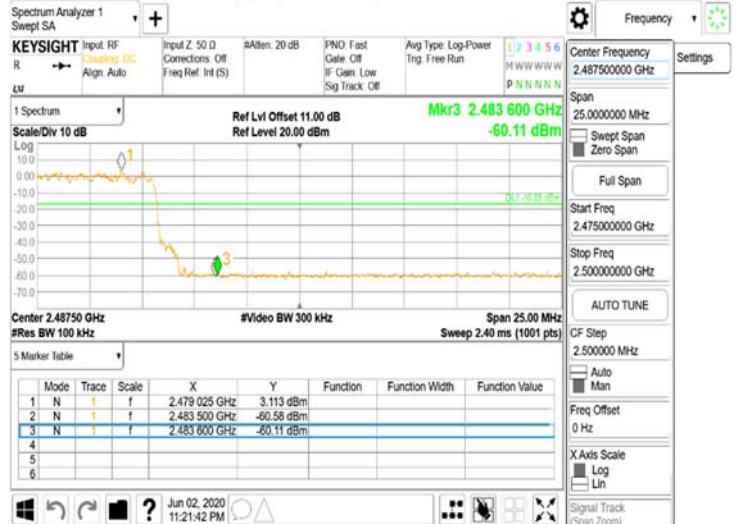 Spectrum Analyzer 1
Swept SA
+
Frequency
KEYSIGHT
Input: RF
Coupling: DC
Align: Auto
Input Z: 50 Ω
Corrections: Off
Freq Ref: Int (S)
#Atten: 20 dB
PNO: Fast
Gate: Off
IF Gain: Low
Sig Track: Off
Avg Type: Log-Power
Trig: Free Run
1 2 3 4 5 6
M W W W W W
P N N N N N
R
LXI
Center Frequency
2.487500000 GHz
Settings
Span
25.0000000 MHz
Swept Span
Zero Span
Full Span
Start Freq
2.475000000 GHz
Stop Freq
2.500000000 GHz
AUTO TUNE
CF Step
2.500000 MHz
Auto
Man
Freq Offset
0 Hz
X Axis Scale
Log
Lin
Signal Track
(Span Zoom)
1 Spectrum
Scale/Div 10 dB
Ref Lvl Offset 11.00 dB
Ref Level 20.00 dBm
Mkr3 2.483 600 GHz
-60.11 dBm
Log
10.0
0.00
-10.0
-20.0
-30.0
-40.0
-50.0
-60.0
-70.0
1
3
Center 2.48750 GHz
#Res BW 100 kHz
#Video BW 300 kHz
Span 25.00 MHz
Sweep 2.40 ms (1001 pts)
5 Marker Table
Mode Trace Scale X Y Function Function Width Function Value
1 N 1 f 2.479 025 GHz 3.113 dBm
2 N 1 f 2.483 500 GHz -60.58 dBm
3 N 1 f 2.483 600 GHz -60.11 dBm
4
5
6
?
Jun 02, 2020
11:21:42 PM